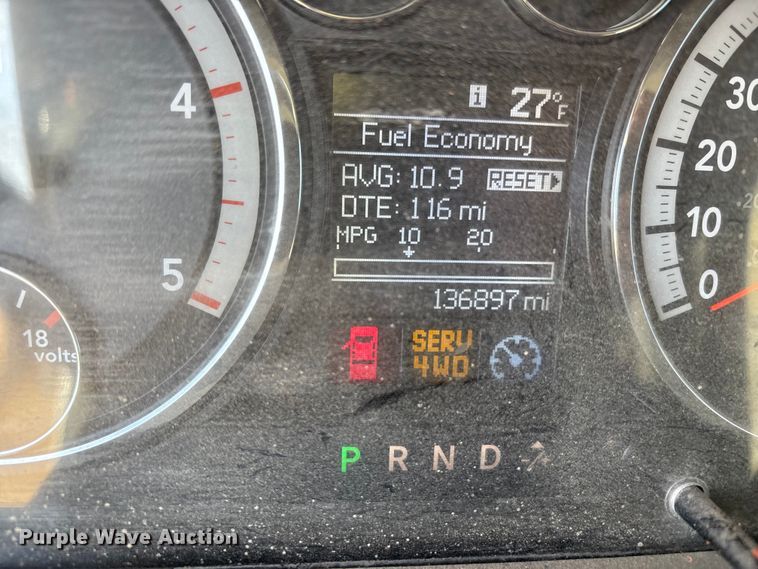 i 27°F
Fuel Economy
AVG: 10.9 RESET
DTE: 116 mi
MPG 10 20
136897 mi
SERV
4WD
P R N D
4
5
18
volts
30
20
10
0
Purple Wave Auction